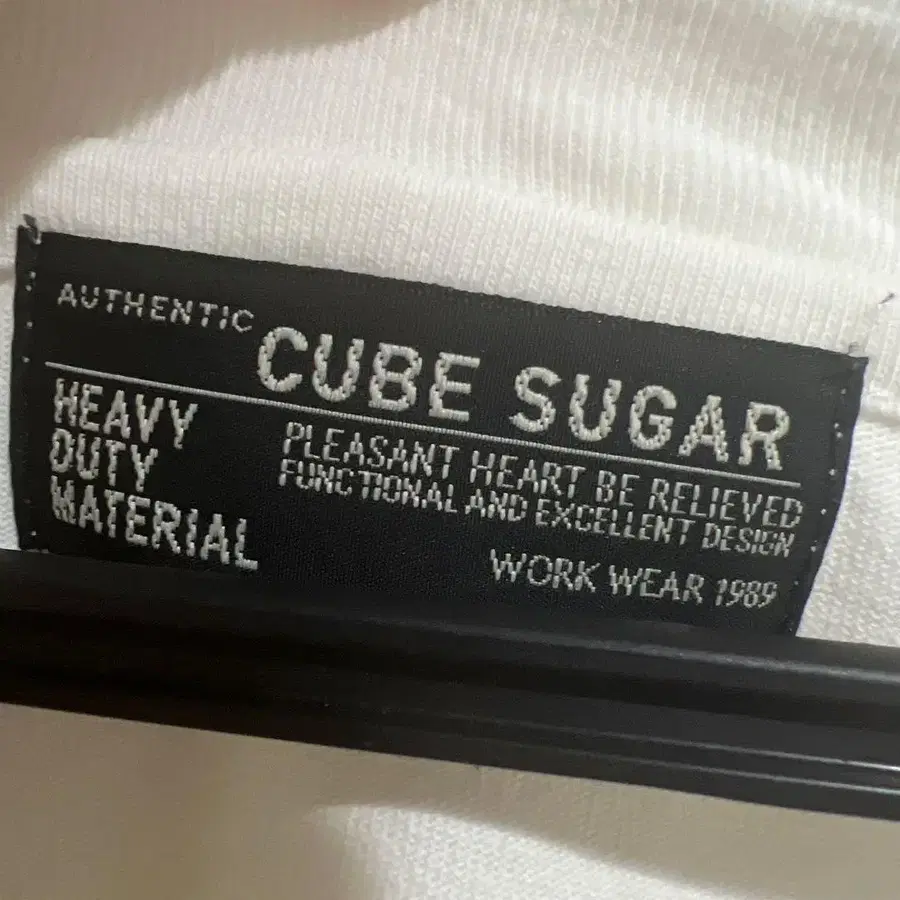 AUTHENTIC
CUBE SUGAR
HEAVY
DUTY
MATERIAL
PLEASANT HEART BE RELIEVED
FUNCTIONAL AND EXCELLENT DESIGN
WORK WEAR 1989